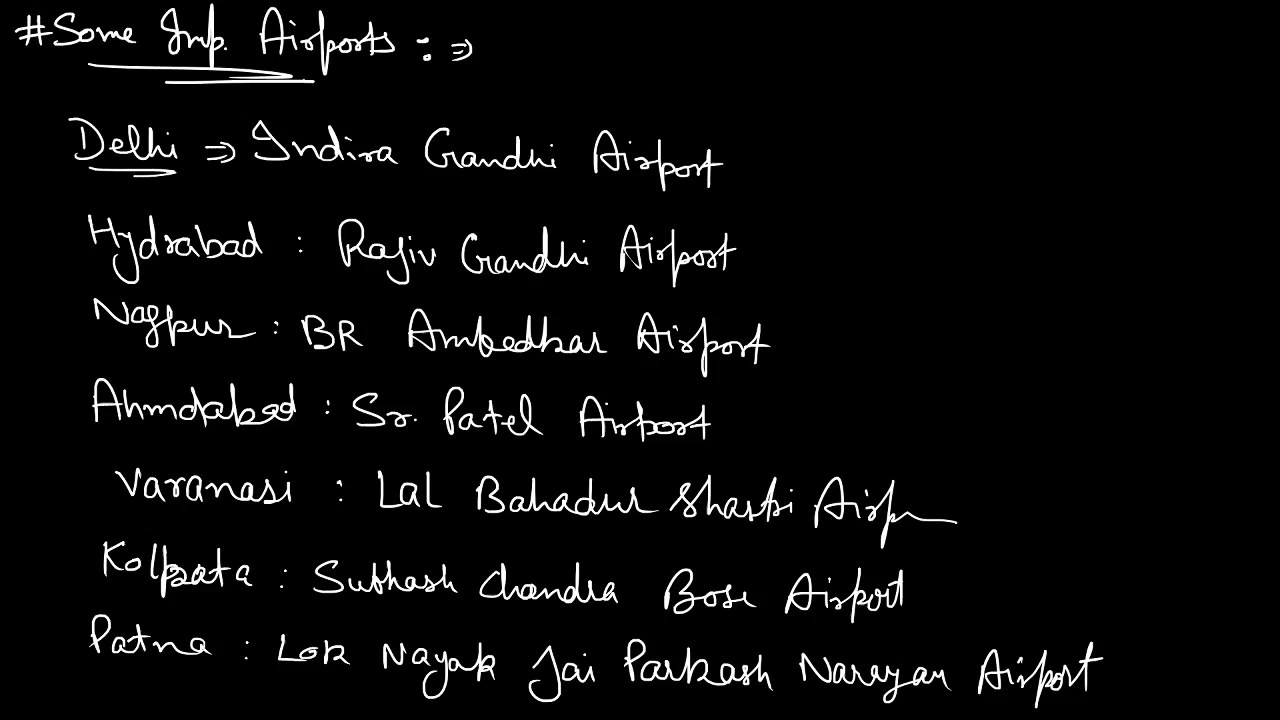 #Some Imp. Airports :⇒
Delhi ⇒ Indira Gandhi Airport
Hydrabad : Rajiv Gandhi Airport
Nagpur : BR Ambedkar Airport
Ahmdabad : Sr. Patel Airport
Varanasi : Lal Bahadur Shastri Airp
Kolkata : Subhash Chandra Bose Airport
Patna : Lok Nayak Jai Parkash Narayan Airport